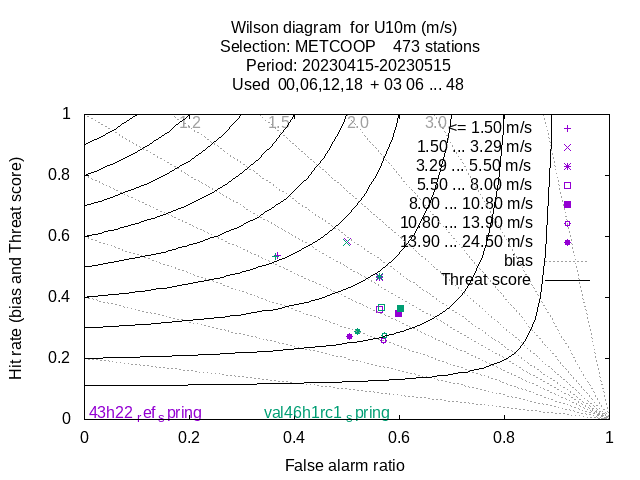 Wilson diagram  for U10m (m/s)
Selection: METCOOP    473 stations
Period: 20230415-20230515
Used  00,06,12,18  + 03 06 ... 48
1.2 1.5 2.0 3.0
<= 1.50 m/s
1.50 ... 3.29 m/s
3.29 ... 5.50 m/s
5.50 ... 8.00 m/s
8.00 ... 10.80 m/s
10.80 ... 13.90 m/s
13.90 ... 24.50 m/s
bias
Threat score
1
0.8
0.6
0.4
0.2
0
Hit rate (bias and Threat score)
43h22_ref_spring val46h1rc1_spring
0 0.2 0.4 0.6 0.8 1
False alarm ratio